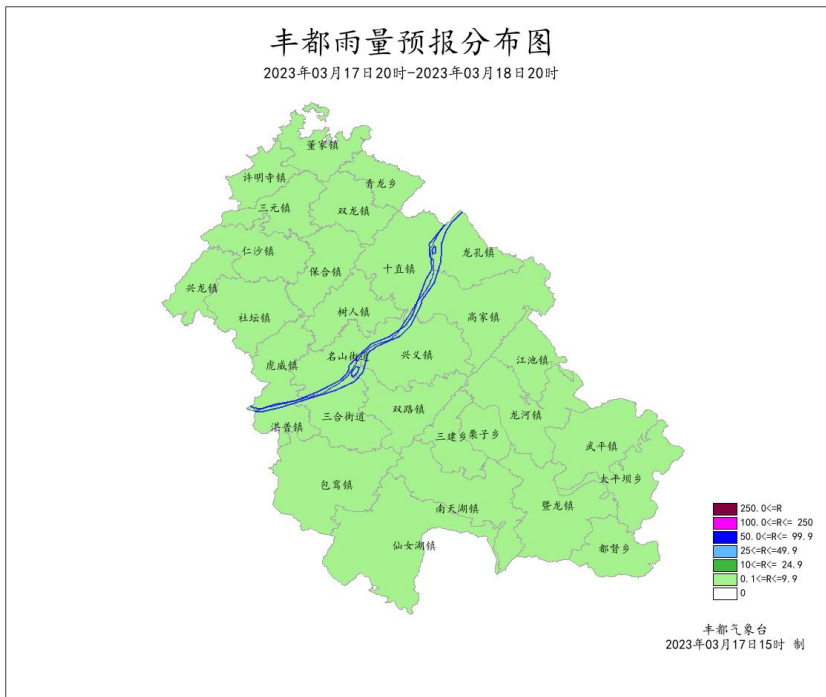 丰都雨量预报分布图
2023年03月17日20时-2023年03月18日20时
董家镇
许明寺镇
青龙乡
三元镇
双龙镇
仁沙镇
龙孔镇
保合镇
十直镇
兴龙镇
树人镇
社坛镇
高家镇
名山街道
兴义镇
虎威镇
江池镇
双路镇
三合街道
龙河镇
湛普镇
三建乡
栗子乡
武平镇
太平坝乡
包鸾镇
南天湖镇
暨龙镇
仙女湖镇
都督乡
250.0<=R
100.0<=R<= 250
50.0<=R<= 99.9
25<=R<=49.9
10<=R<= 24.9
0.1<=R<=9.9
0
丰都气象台
2023年03月17日15时 制